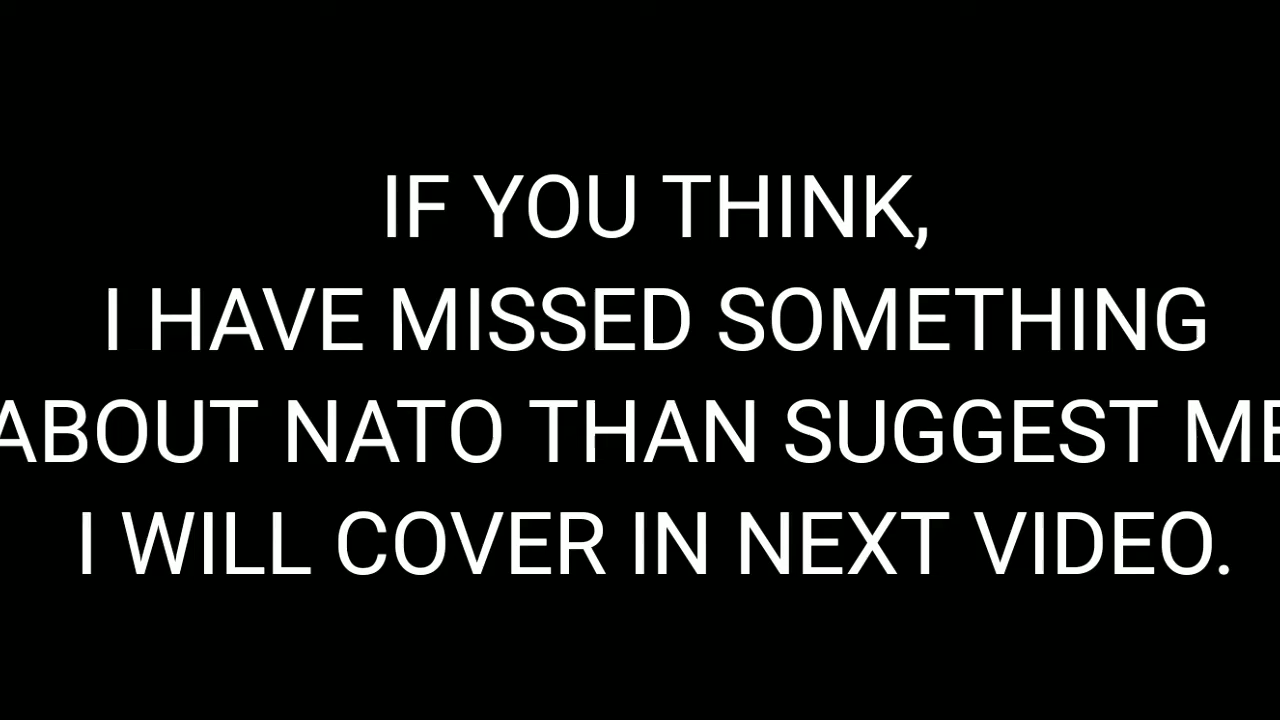 IF YOU THINK,
I HAVE MISSED SOMETHING
ABOUT NATO THAN SUGGEST ME
I WILL COVER IN NEXT VIDEO.